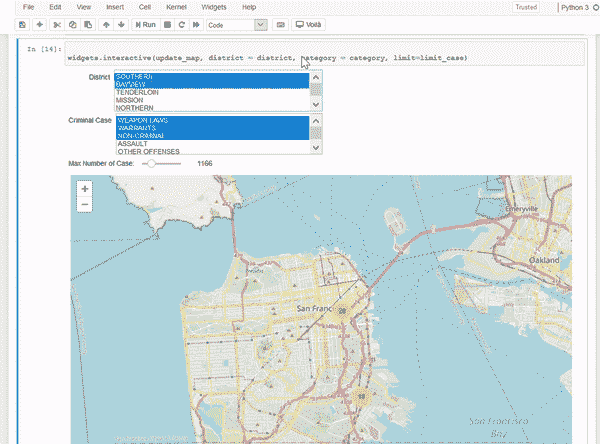 File Edit View Insert Cell Kernel Widgets Help Trusted Python 3
Run Code Voilà
In [14]:
widgets.interactive(update_map, district = district, category = category, limit=limit_case)
District SOUTHERN
BAYVIEW
TENDERLOIN
MISSION
NORTHERN
Criminal Case WEAPON LAWS
WARRANTS
NON-CRIMINAL
ASSAULT
OTHER OFFENSES
Max Number of Case: 1166
+
−
Emeryville
Oakland
San Franci
San Francisco
Bay